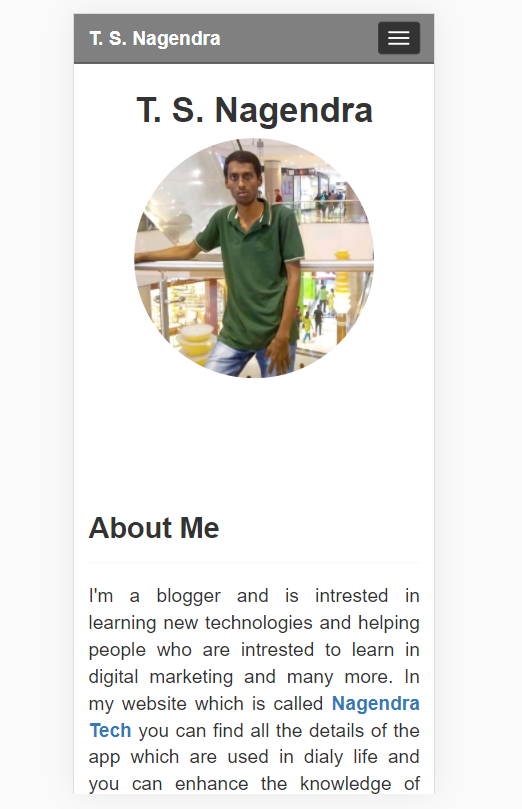 T. S. Nagendra
T. S. Nagendra
About Me
I'm a blogger and is intrested in
learning new technologies and helping
people who are intrested to learn in
digital marketing and many more. In
my website which is called Nagendra
Tech you can find all the details of the
app which are used in dialy life and
you can enhance the knowledge of